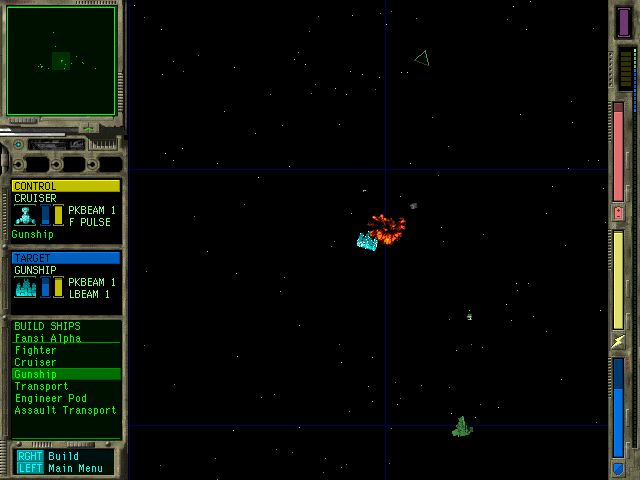 CONTROL
CRUISER
PKBEAM 1
F PULSE
Gunship
TARGET
GUNSHIP
PKBEAM 1
LBEAM 1
BUILD SHIPS
Fansi Alpha
Fighter
Cruiser
Gunship
Transport
Engineer Pod
Assault Transport
RGHT Build
LEFT Main Menu